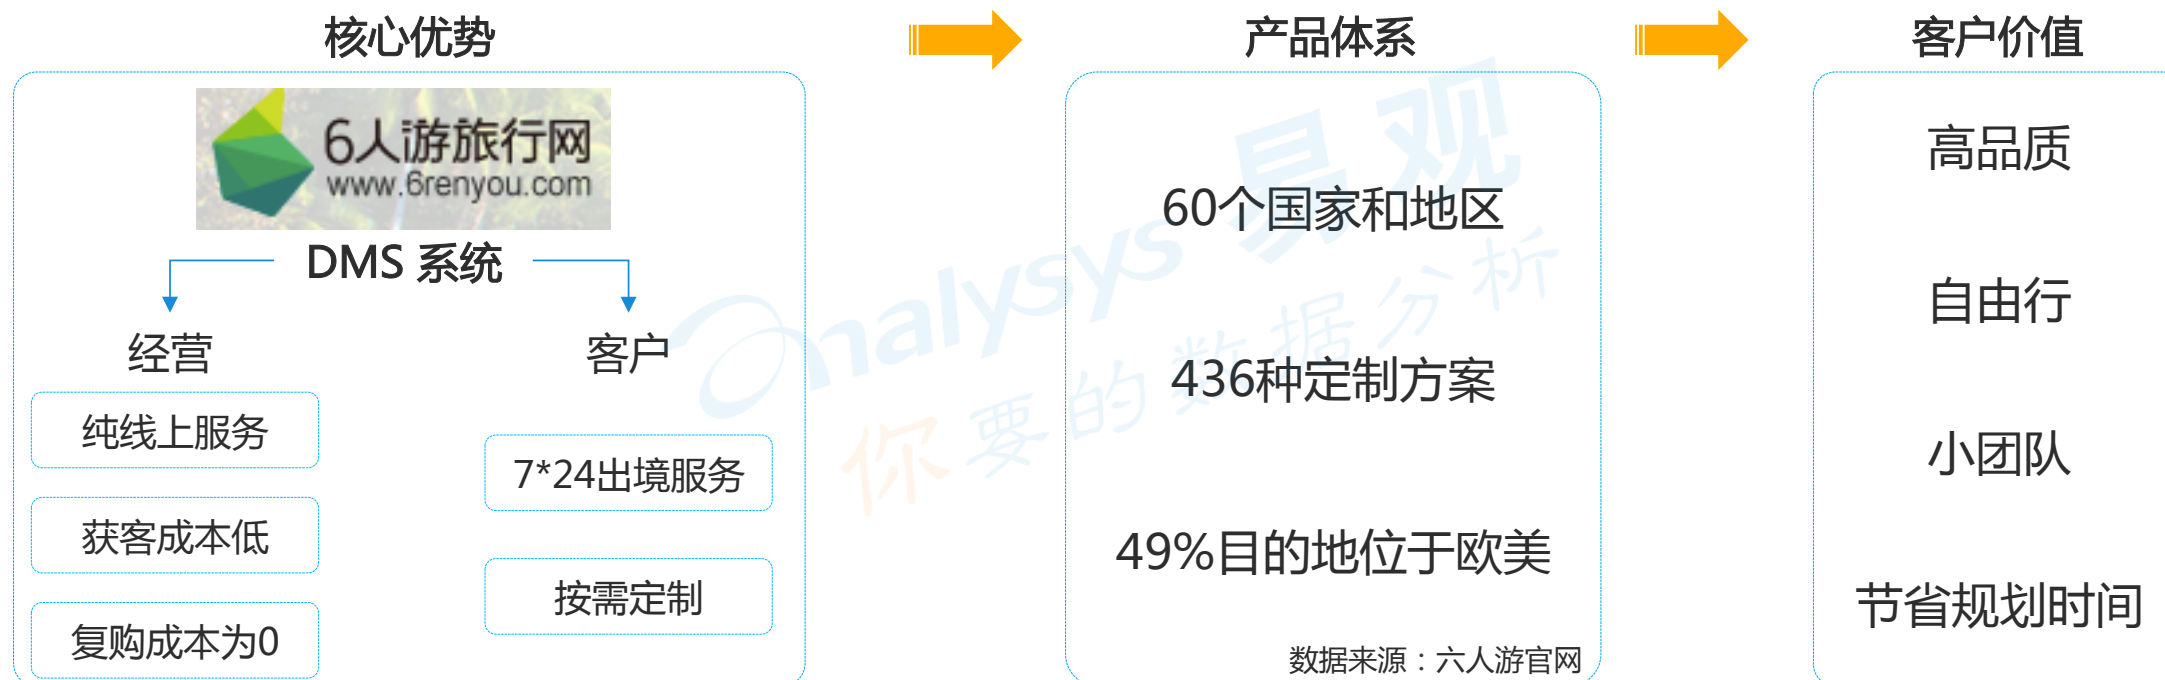 核心优势
产品体系
客户价值
6人游旅行网
www.6renyou.com
DMS 系统
经营
客户
纯线上服务
获客成本低
复购成本为0
7*24出境服务
按需定制
60个国家和地区
436种定制方案
49%目的地位于欧美
数据来源：六人游官网
高品质
自由行
小团队
节省规划时间
analysys 易观
你要的数据分析